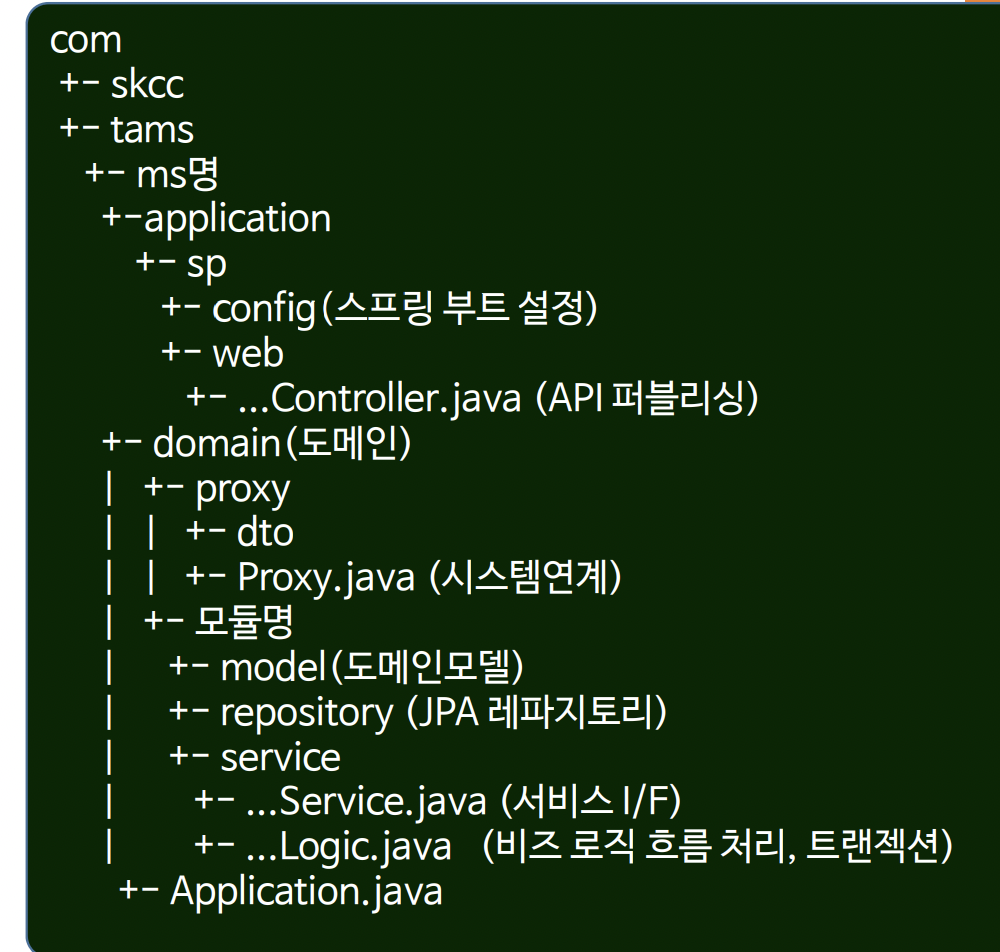 com
+- skcc
+- tams
+- ms명
+-application
+- sp
+- config(스프링 부트 설정)
+- web
+- ...Controller.java (API 퍼블리싱)
+- domain(도메인)
| +- proxy
| | +- dto
| | +- Proxy.java (시스템연계)
| +- 모듈명
| +- model(도메인모델)
| +- repository (JPA 레파지토리)
| +- service
| +- ...Service.java (서비스 I/F)
| +- ...Logic.java (비즈 로직 흐름 처리, 트랜젝션)
+- Application.java